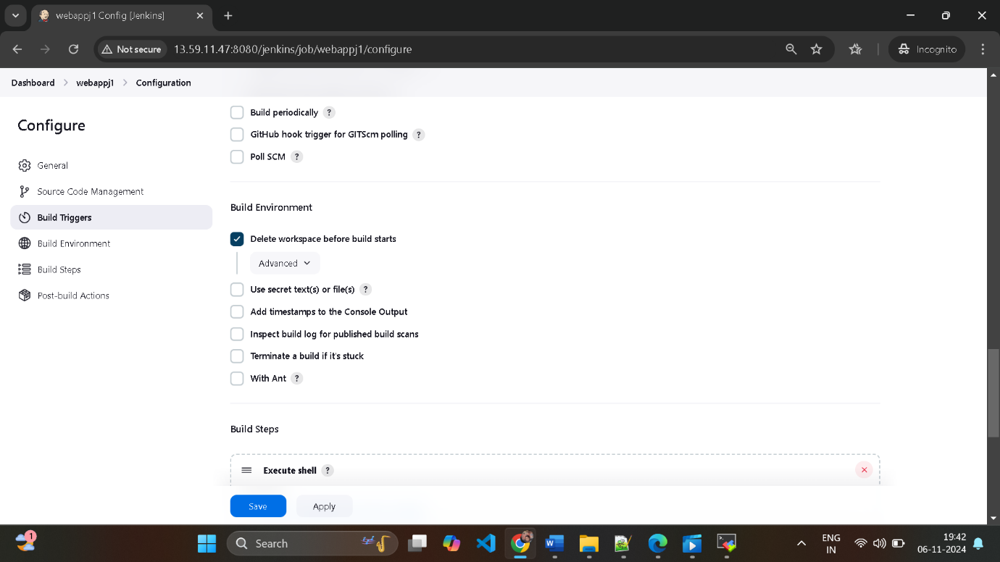 webappj1 Config [Jenkins]
Not secure
13.59.11.47:8080/jenkins/job/webappj1/configure
Incognito
Dashboard
webappj1
Configuration
Configure
General
Source Code Management
Build Triggers
Build Environment
Build Steps
Post-build Actions
Build periodically ?
GitHub hook trigger for GITScm polling ?
Poll SCM ?
Build Environment
Delete workspace before build starts
Advanced
Use secret text(s) or file(s) ?
Add timestamps to the Console Output
Inspect build log for published build scans
Terminate a build if it's stuck
With Ant ?
Build Steps
Execute shell ?
Save
Apply
1
Search
ENG
IN
19:42
06-11-2024